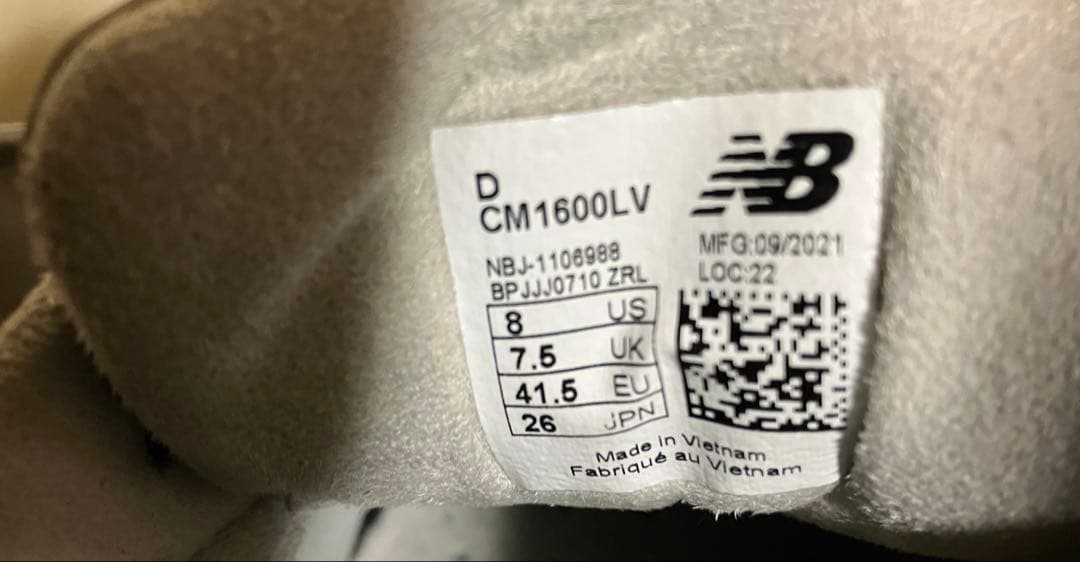 D
CM1600LV
NB
MFG:09/2021
LOC:22
NBJ-1106988
BPJJJ0710 ZRL
8 US
7.5 UK
41.5 EU
26 JPN
Made in Vietnam
Fabriqué au Vietnam